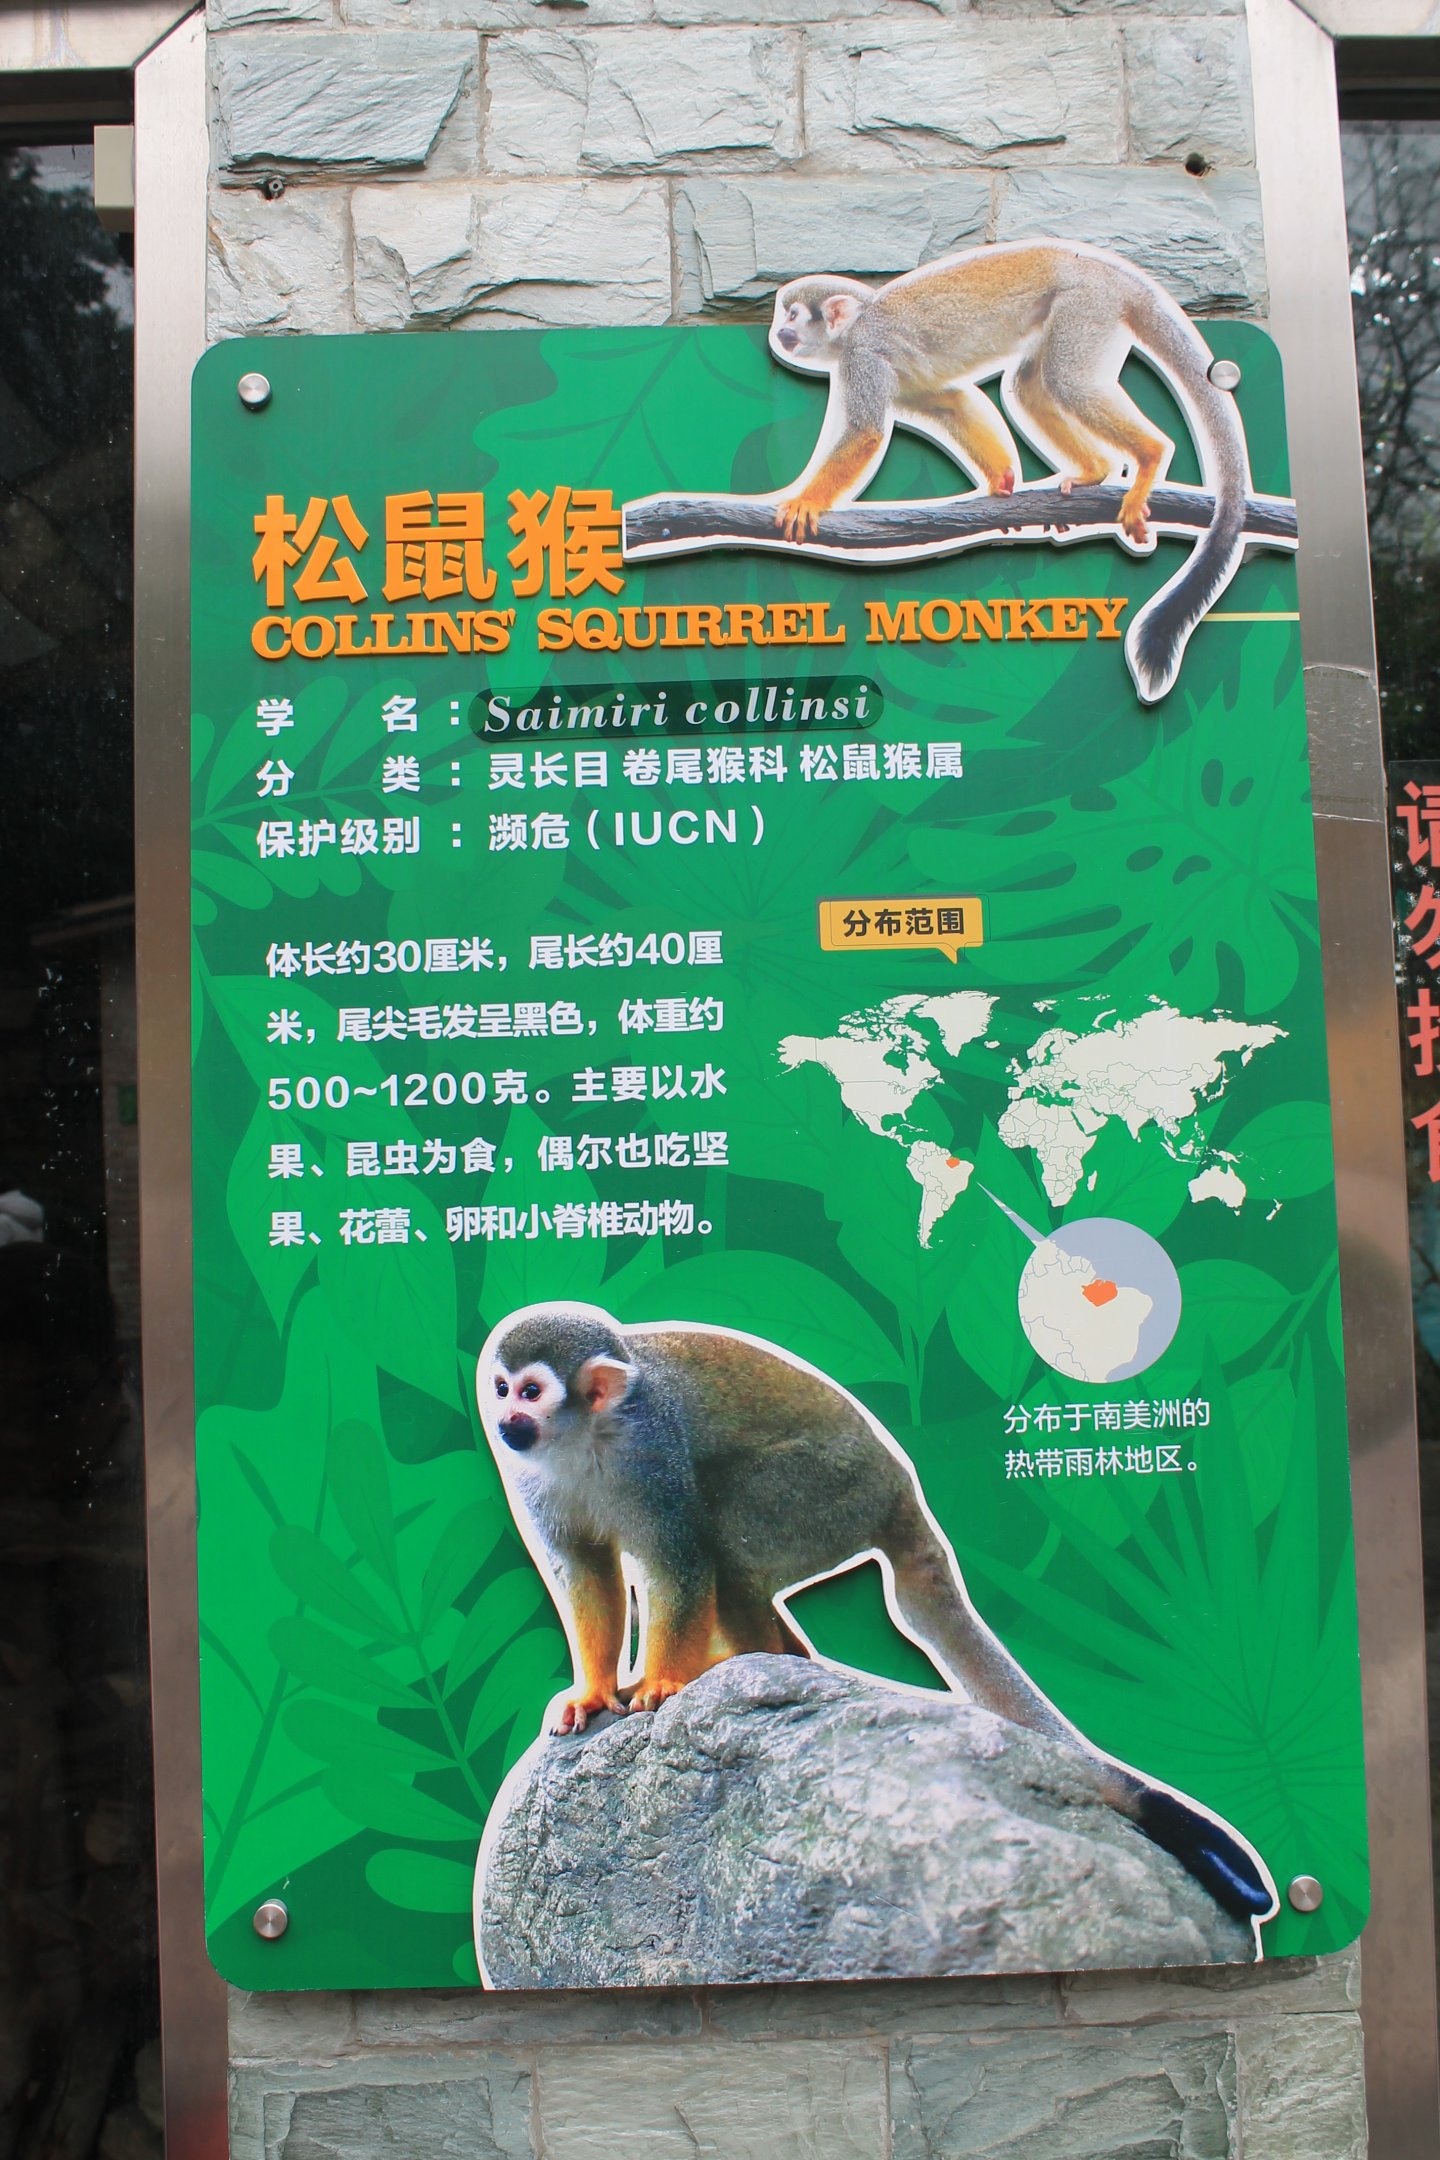 松鼠猴
COLLINS' SQUIRREL MONKEY
学名：Saimiri collinsi
分类：灵长目 卷尾猴科 松鼠猴属
保护级别：濒危（IUCN）
体长约30厘米，尾长约40厘
米，尾尖毛发呈黑色，体重约
500~1200克。主要以水
果、昆虫为食，偶尔也吃坚
果、花蕾、卵和小脊椎动物。
分布范围
分布于南美洲的
热带雨林地区。
请勿投食